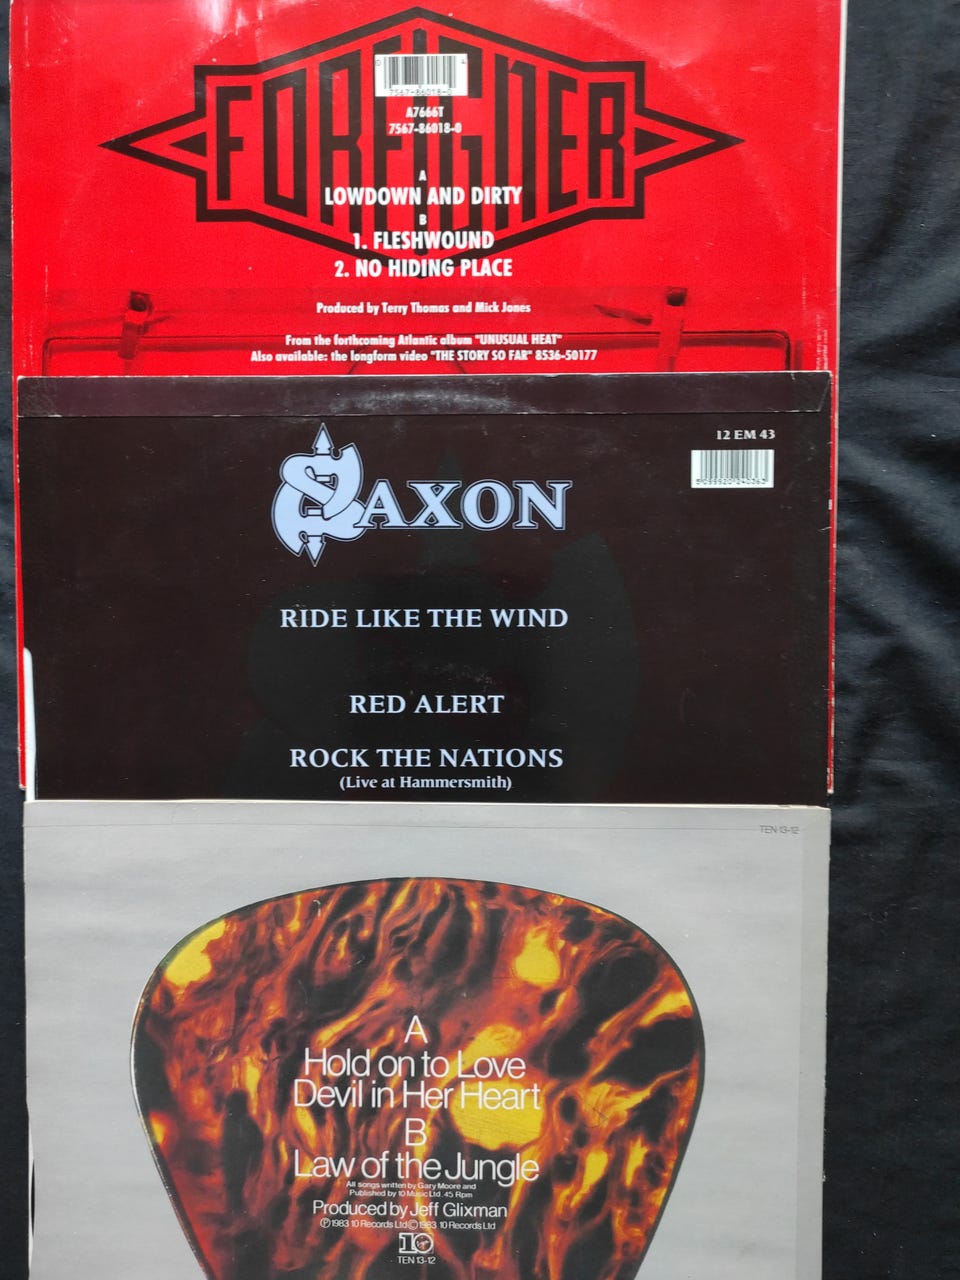 FOREIGNER
7567-86018-0
A7666T
7567-86018-0
A
LOWDOWN AND DIRTY
B
1. FLESHWOUND
2. NO HIDING PLACE
Produced by Terry Thomas and Mick Jones
From the forthcoming Atlantic album "UNUSUAL HEAT"
Also available: the longform video "THE STORY SO FAR" 8536-50177
12 EM 43
SAXON
RIDE LIKE THE WIND
RED ALERT
ROCK THE NATIONS
(Live at Hammersmith)
TEN 13-12
A
Hold on to Love
Devil in Her Heart
B
Law of the Jungle
All songs written by Gary Moore and
Published by 10 Music Ltd. 45 Rpm
Produced by Jeff Glixman
℗1983 10 Records Ltd ©1983 10 Records Ltd
10
TEN 13-12